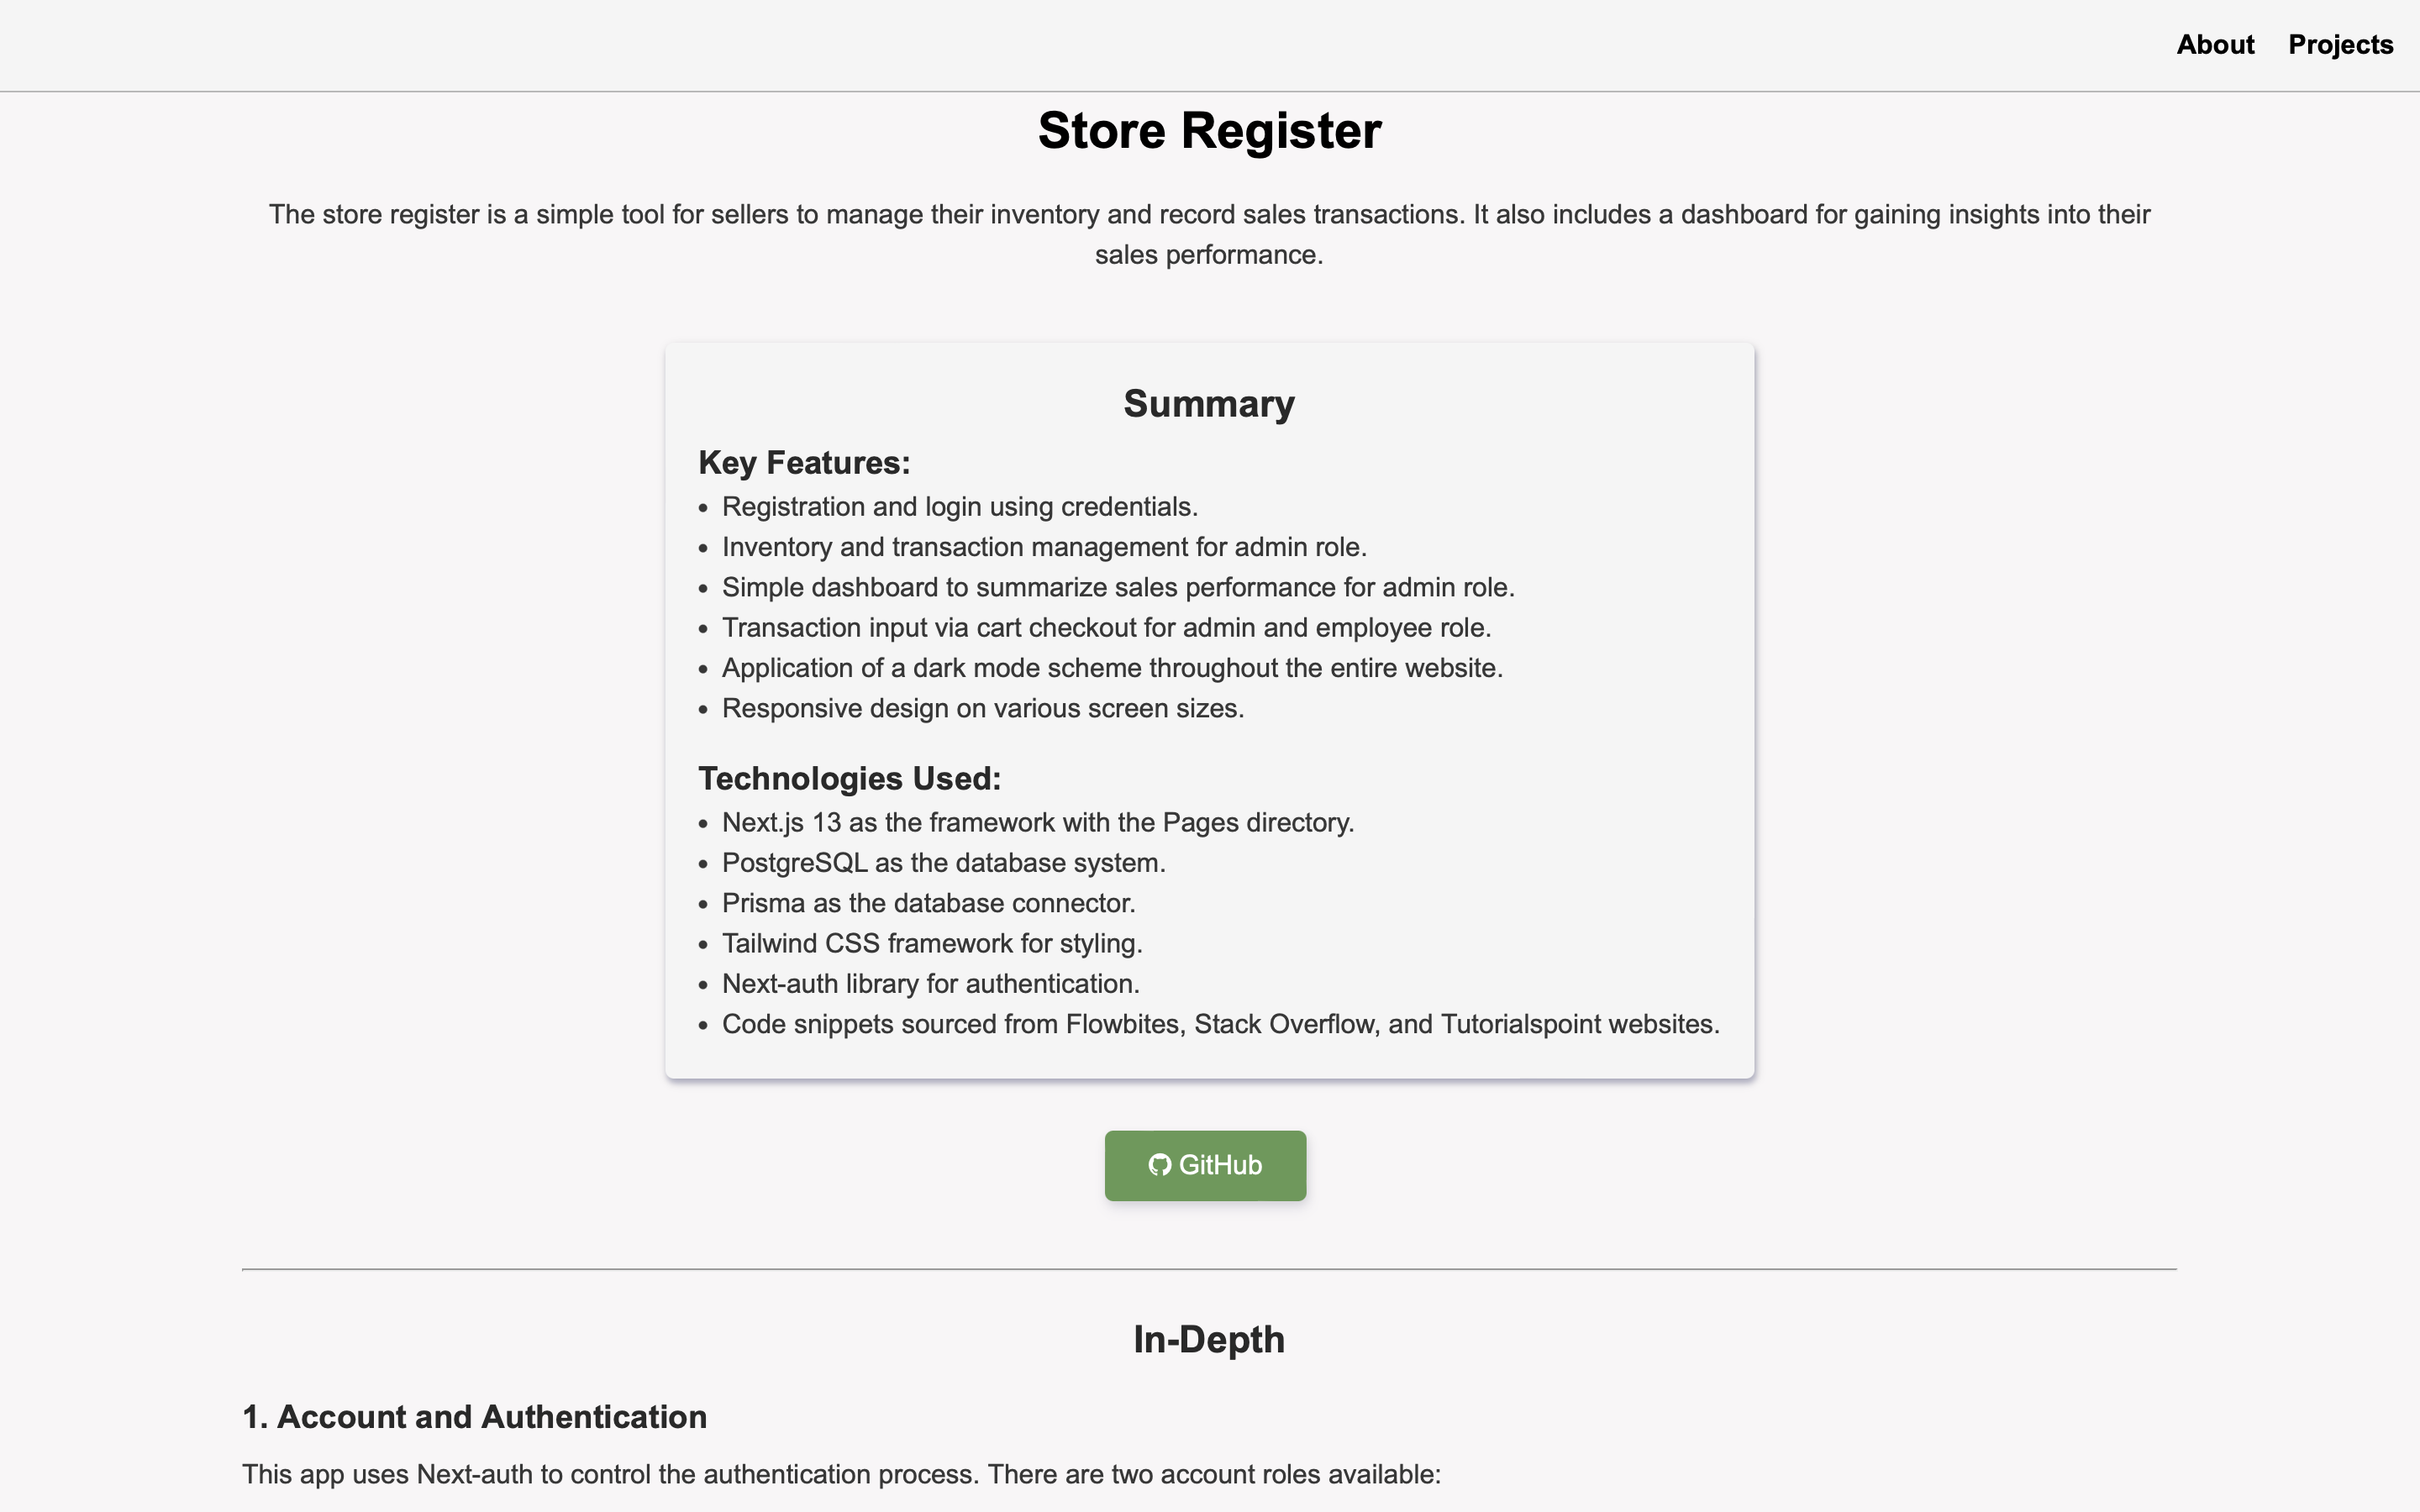 About Projects
Store Register
The store register is a simple tool for sellers to manage their inventory and record sales transactions. It also includes a dashboard for gaining insights into their
sales performance.
Summary
Key Features:
• Registration and login using credentials.
• Inventory and transaction management for admin role.
• Simple dashboard to summarize sales performance for admin role.
• Transaction input via cart checkout for admin and employee role.
• Application of a dark mode scheme throughout the entire website.
• Responsive design on various screen sizes.
Technologies Used:
• Next.js 13 as the framework with the Pages directory.
• PostgreSQL as the database system.
• Prisma as the database connector.
• Tailwind CSS framework for styling.
• Next-auth library for authentication.
• Code snippets sourced from Flowbites, Stack Overflow, and Tutorialspoint websites.
GitHub
In-Depth
1. Account and Authentication
This app uses Next-auth to control the authentication process. There are two account roles available: